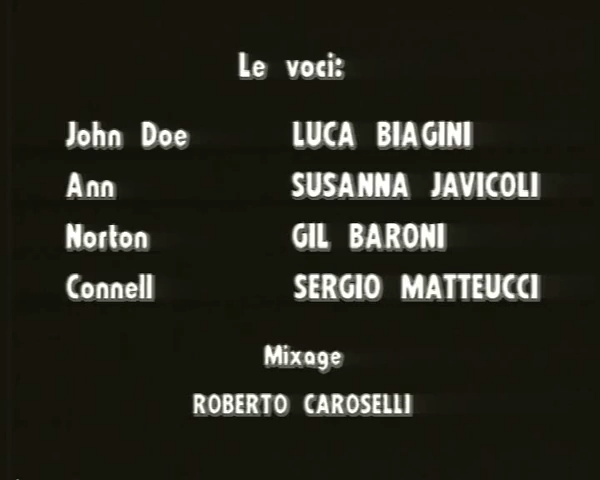 Le voci:
John Doe LUCA BIAGINI
Ann SUSANNA JAVICOLI
Norton GIL BARONI
Connell SERGIO MATTEUCCI
Mixage
ROBERTO CAROSELLI